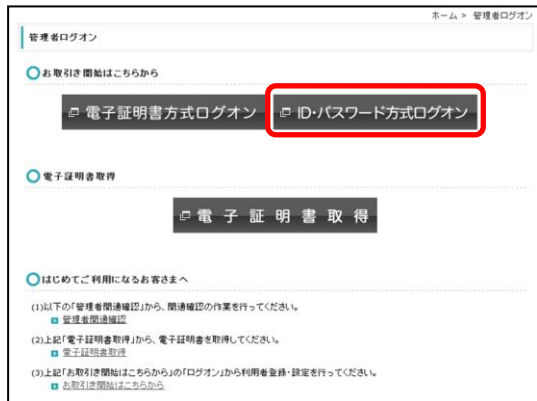 ホーム > 管理者ログオン
管理者ログオン
お取引き開始はこちらから
電子証明書方式ログオン
ID・パスワード方式ログオン
電子証明書取得
電子証明書取得
はじめてご利用になるお客さまへ
(1)以下の「管理者開通確認」から、開通確認の作業を行ってください。
管理者開通確認
(2)上記「電子証明書取得」から、電子証明書を取得してください。
電子証明書取得
(3)上記「お取引き開始はこちらから」の「ログオン」から利用者登録・設定を行ってください。
お取引き開始はこちらから